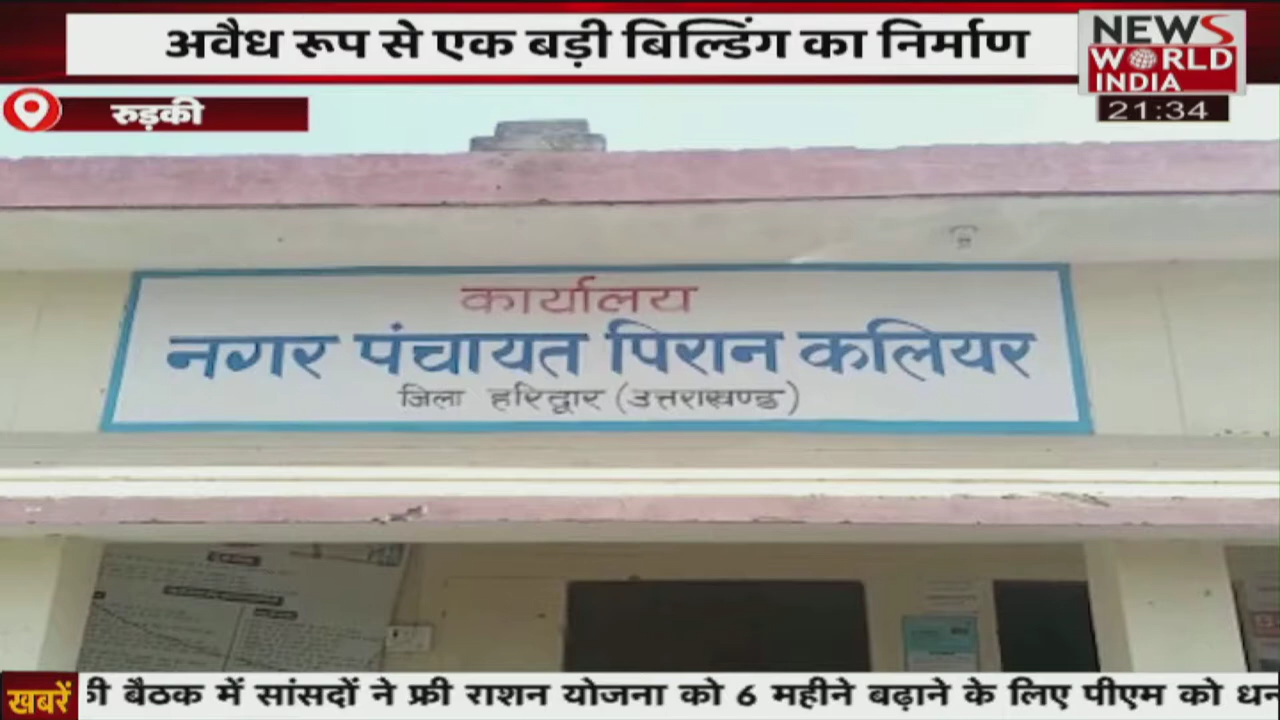 अवैध रूप से एक बड़ी बिल्डिंग का निर्माण
NEWS
WORLD
INDIA
21:34
रुड़की
कार्यालय
नगर पंचायत पिरान कलियर
जिला हरिद्वार (उत्तराखण्ड)
खबरें
की बैठक में सांसदों ने फ्री राशन योजना को 6 महीने बढ़ाने के लिए पीएम को